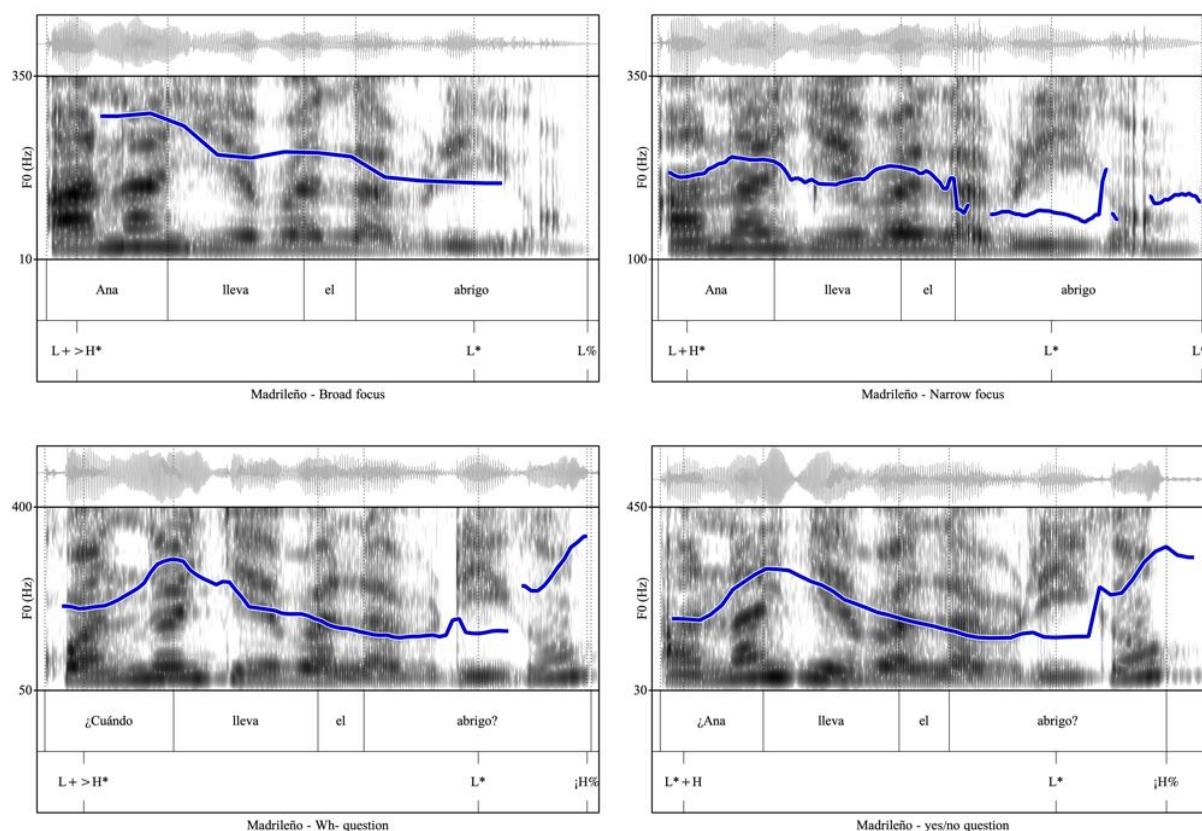 350
F0 (Hz)
10
Ana lleva el abrigo
L+>H* L* L%
Madrileño - Broad focus
350
F0 (Hz)
100
Ana lleva el abrigo
L+H* L*
Madrileño - Narrow focus
400
F0 (Hz)
50
¿Cuándo lleva el abrigo?
L+>H* L* ¡H%
Madrileño - Wh- question
450
F0 (Hz)
30
¿Ana lleva el abrigo?
L*+H L* ¡H%
Madrileño - yes/no question